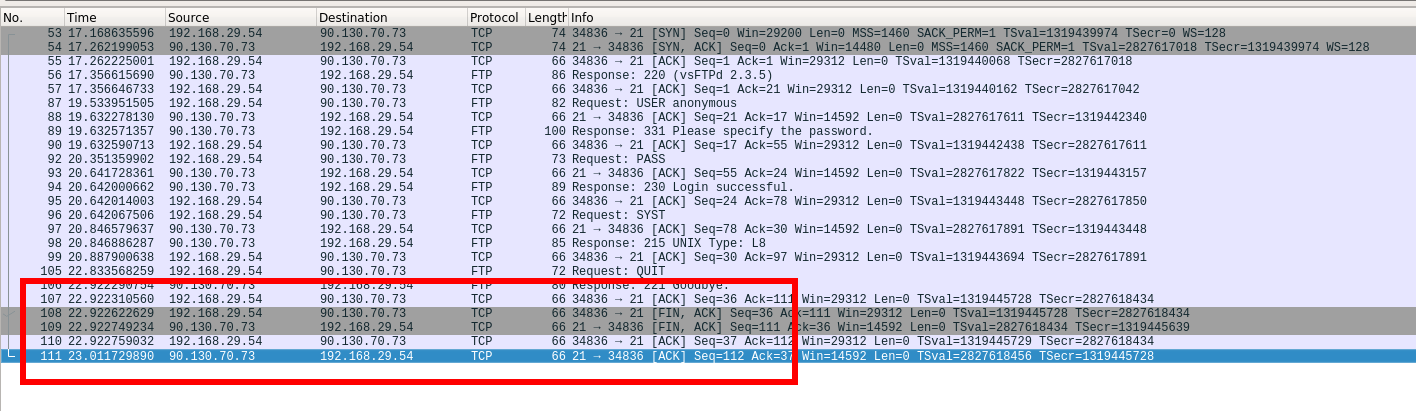 No. Time Source Destination Protocol Length Info
53 17.168635596 192.168.29.54 90.130.70.73 TCP 74 34836 → 21 [SYN] Seq=0 Win=29200 Len=0 MSS=1460 SACK_PERM=1 TSval=1319439974 TSecr=0 WS=128
54 17.262199053 90.130.70.73 192.168.29.54 TCP 74 21 → 34836 [SYN, ACK] Seq=0 Ack=1 Win=14480 Len=0 MSS=1460 SACK_PERM=1 TSval=2827617018 TSecr=1319439974 WS=128
55 17.262225001 192.168.29.54 90.130.70.73 TCP 66 34836 → 21 [ACK] Seq=1 Ack=1 Win=29312 Len=0 TSval=1319440068 TSecr=2827617018
56 17.356615690 90.130.70.73 192.168.29.54 FTP 86 Response: 220 (vsFTPd 2.3.5)
57 17.356646733 192.168.29.54 90.130.70.73 TCP 66 34836 → 21 [ACK] Seq=1 Ack=21 Win=29312 Len=0 TSval=1319440162 TSecr=2827617042
87 19.533951505 192.168.29.54 90.130.70.73 FTP 82 Request: USER anonymous
88 19.632278130 90.130.70.73 192.168.29.54 TCP 66 21 → 34836 [ACK] Seq=21 Ack=17 Win=14592 Len=0 TSval=2827617611 TSecr=1319442340
89 19.632571357 90.130.70.73 192.168.29.54 FTP 100 Response: 331 Please specify the password.
90 19.632590713 192.168.29.54 90.130.70.73 TCP 66 34836 → 21 [ACK] Seq=17 Ack=55 Win=29312 Len=0 TSval=1319442438 TSecr=2827617611
92 20.351359902 192.168.29.54 90.130.70.73 FTP 73 Request: PASS
93 20.641728361 90.130.70.73 192.168.29.54 TCP 66 21 → 34836 [ACK] Seq=55 Ack=24 Win=14592 Len=0 TSval=2827617822 TSecr=1319443157
94 20.642000662 90.130.70.73 192.168.29.54 FTP 89 Response: 230 Login successful.
95 20.642014003 192.168.29.54 90.130.70.73 TCP 66 34836 → 21 [ACK] Seq=24 Ack=78 Win=29312 Len=0 TSval=1319443448 TSecr=2827617850
96 20.642067506 192.168.29.54 90.130.70.73 FTP 72 Request: SYST
97 20.846579637 90.130.70.73 192.168.29.54 TCP 66 21 → 34836 [ACK] Seq=78 Ack=30 Win=14592 Len=0 TSval=2827617891 TSecr=1319443448
98 20.846886287 90.130.70.73 192.168.29.54 FTP 85 Response: 215 UNIX Type: L8
99 20.887900638 192.168.29.54 90.130.70.73 TCP 66 34836 → 21 [ACK] Seq=30 Ack=97 Win=29312 Len=0 TSval=1319443694 TSecr=2827617891
105 22.833568259 192.168.29.54 90.130.70.73 FTP 72 Request: QUIT
106 22.922290754 90.130.70.73 192.168.29.54 FTP 80 Response: 221 Goodbye.
107 22.922310560 192.168.29.54 90.130.70.73 TCP 66 34836 → 21 [ACK] Seq=36 Ack=111 Win=29312 Len=0 TSval=1319445728 TSecr=2827618434
108 22.922622629 192.168.29.54 90.130.70.73 TCP 66 34836 → 21 [FIN, ACK] Seq=36 Ack=111 Win=29312 Len=0 TSval=1319445728 TSecr=2827618434
109 22.922749234 90.130.70.73 192.168.29.54 TCP 66 21 → 34836 [FIN, ACK] Seq=111 Ack=36 Win=14592 Len=0 TSval=2827618434 TSecr=1319445639
110 22.922759032 192.168.29.54 90.130.70.73 TCP 66 34836 → 21 [ACK] Seq=37 Ack=112 Win=29312 Len=0 TSval=1319445729 TSecr=2827618434
111 23.011729890 90.130.70.73 192.168.29.54 TCP 66 21 → 34836 [ACK] Seq=112 Ack=37 Win=14592 Len=0 TSval=2827618456 TSecr=1319445728